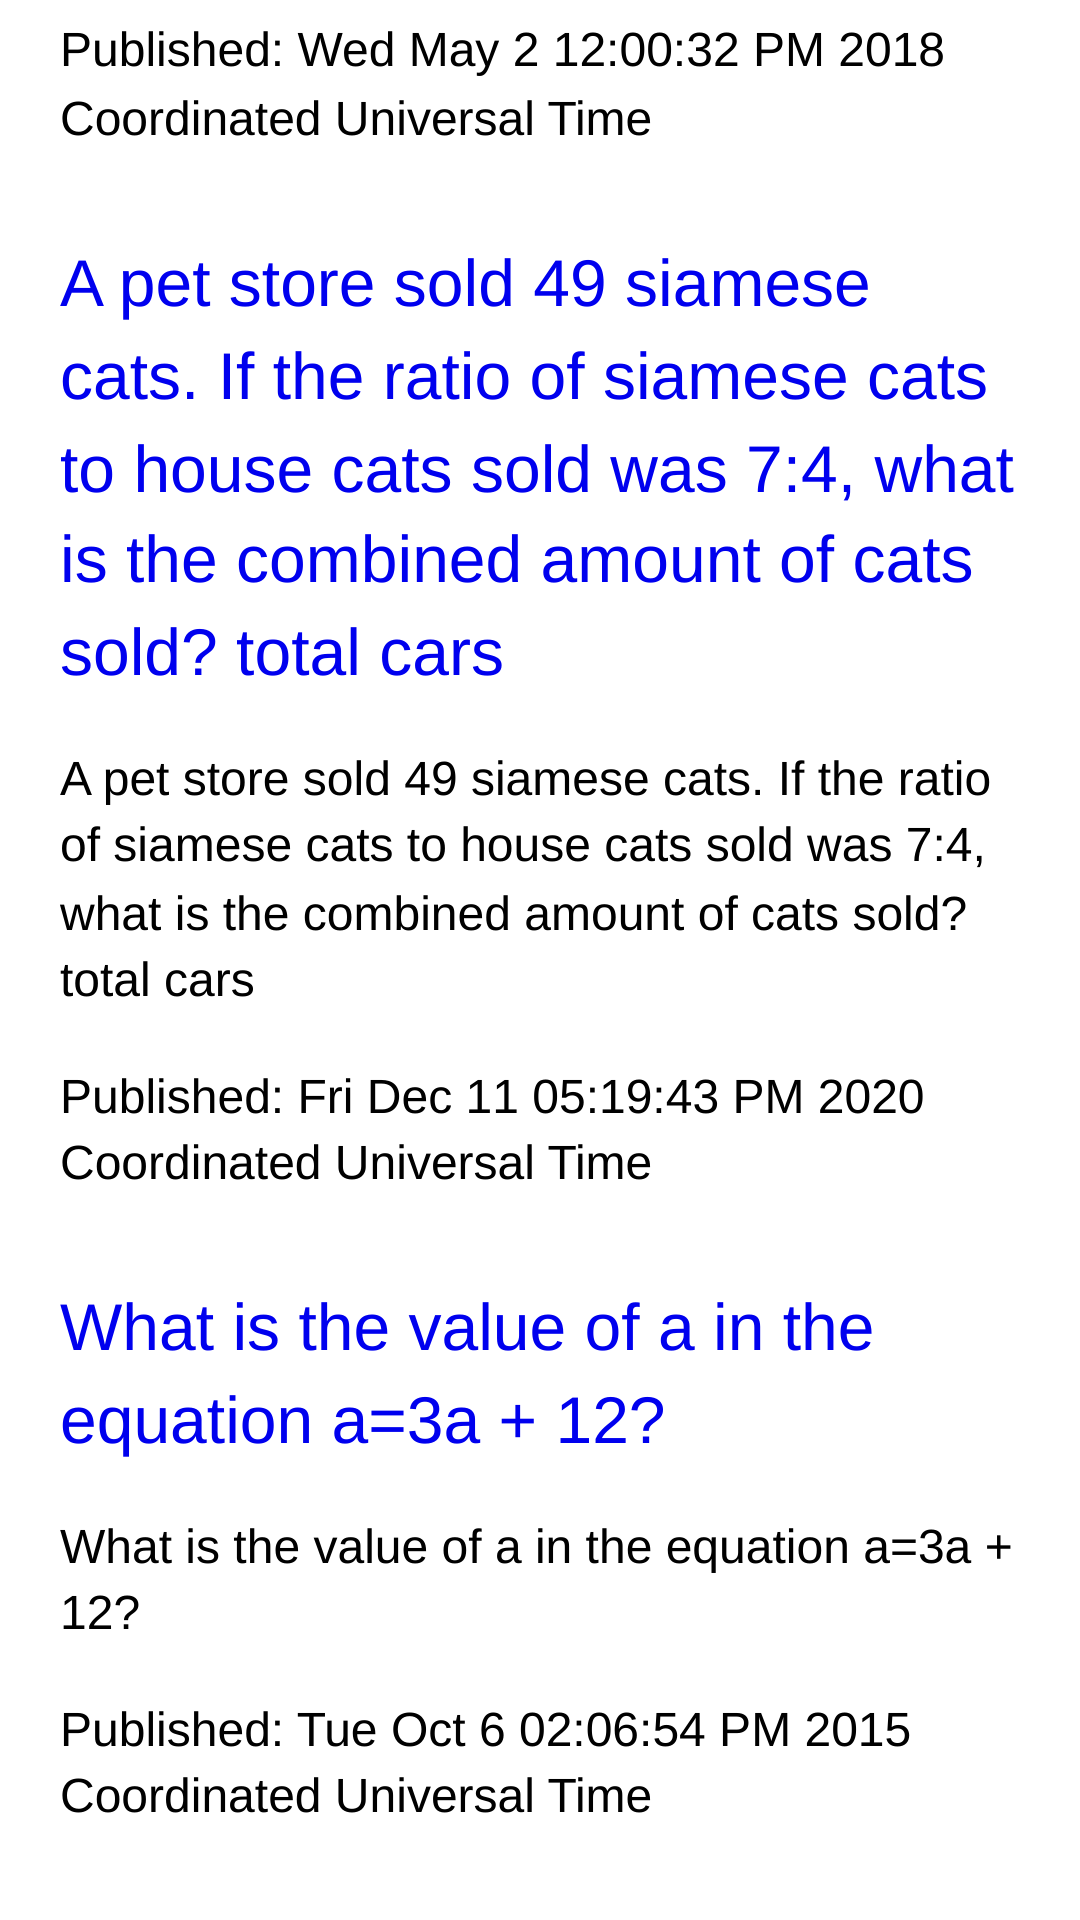 Published: Wed May 2 12:00:32 PM 2018
Coordinated Universal Time
A pet store sold 49 siamese
cats. If the ratio of siamese cats
to house cats sold was 7:4, what
is the combined amount of cats
sold? total cars
A pet store sold 49 siamese cats. If the ratio
of siamese cats to house cats sold was 7:4,
what is the combined amount of cats sold?
total cars
Published: Fri Dec 11 05:19:43 PM 2020
Coordinated Universal Time
What is the value of a in the
equation a=3a + 12?
What is the value of a in the equation a=3a +
12?
Published: Tue Oct 6 02:06:54 PM 2015
Coordinated Universal Time